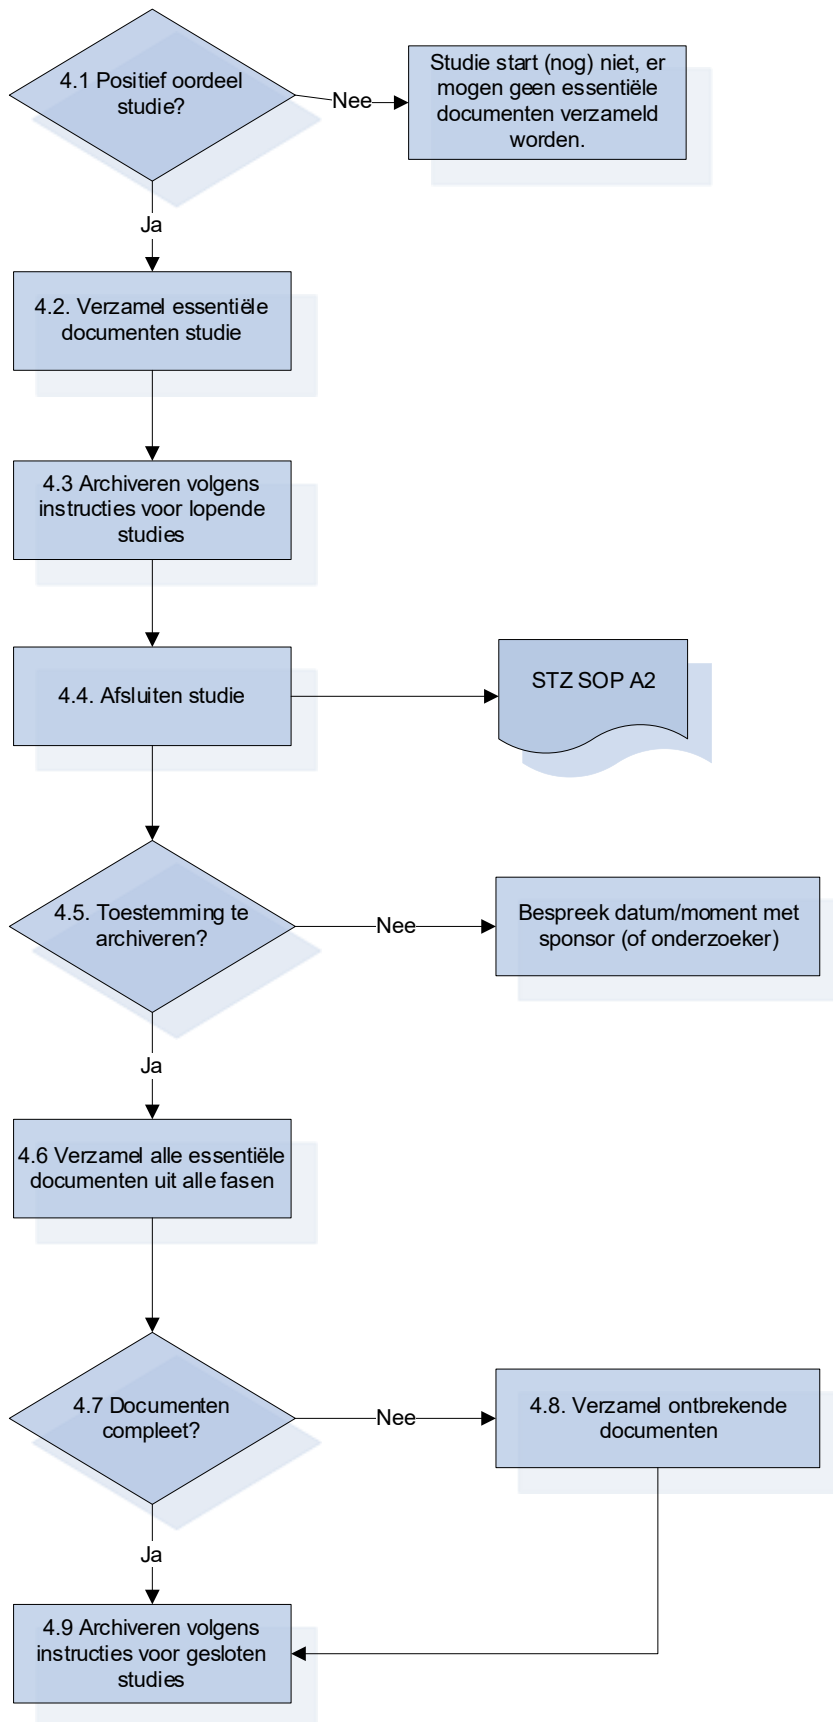 4.1 Positief oordeel
studie?
Nee
Studie start (nog) niet, er
mogen geen essentiële
documenten verzameld
worden.
Ja
4.2. Verzamel essentiële
documenten studie
4.3 Archiveren volgens
instructies voor lopende
studies
4.4. Afsluiten studie
STZ SOP A2
4.5. Toestemming te
archiveren?
Nee
Bespreek datum/moment met
sponsor (of onderzoeker)
Ja
4.6 Verzamel alle essentiële
documenten uit alle fasen
4.7 Documenten
compleet?
Nee
4.8. Verzamel ontbrekende
documenten
Ja
4.9 Archiveren volgens
instructies voor gesloten
studies